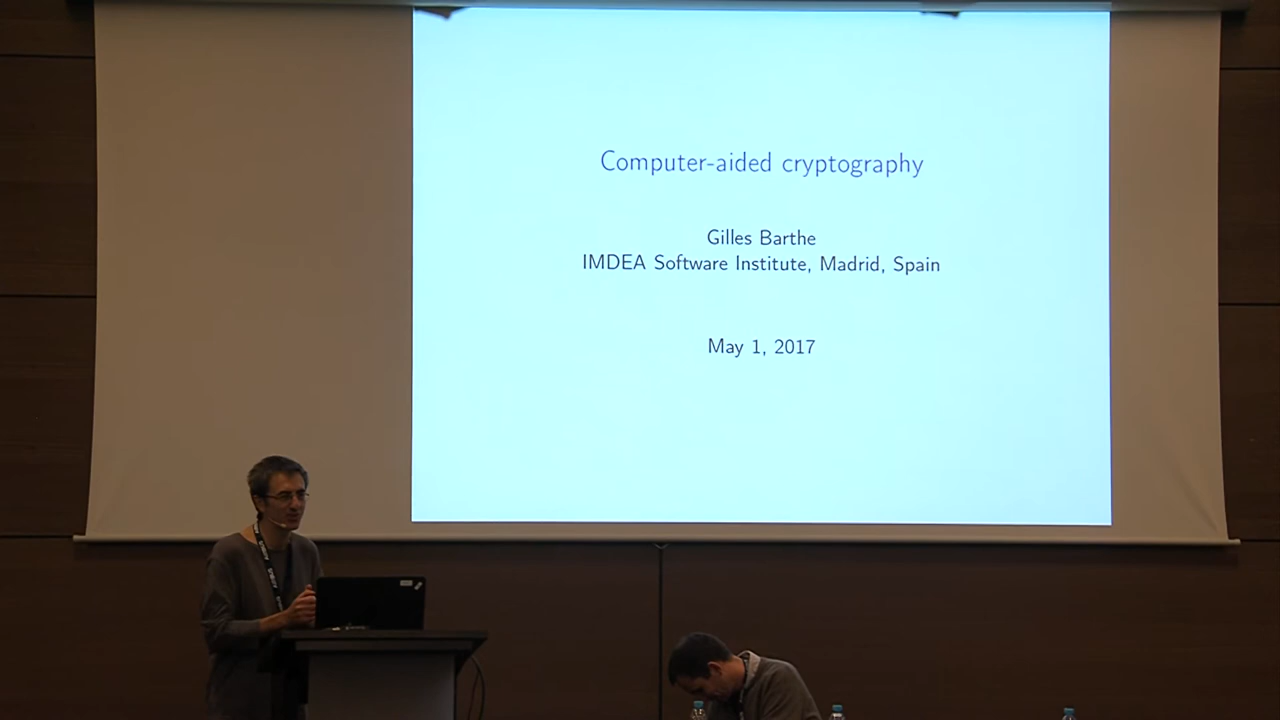 Computer-aided cryptography
Gilles Barthe
IMDEA Software Institute, Madrid, Spain
May 1, 2017